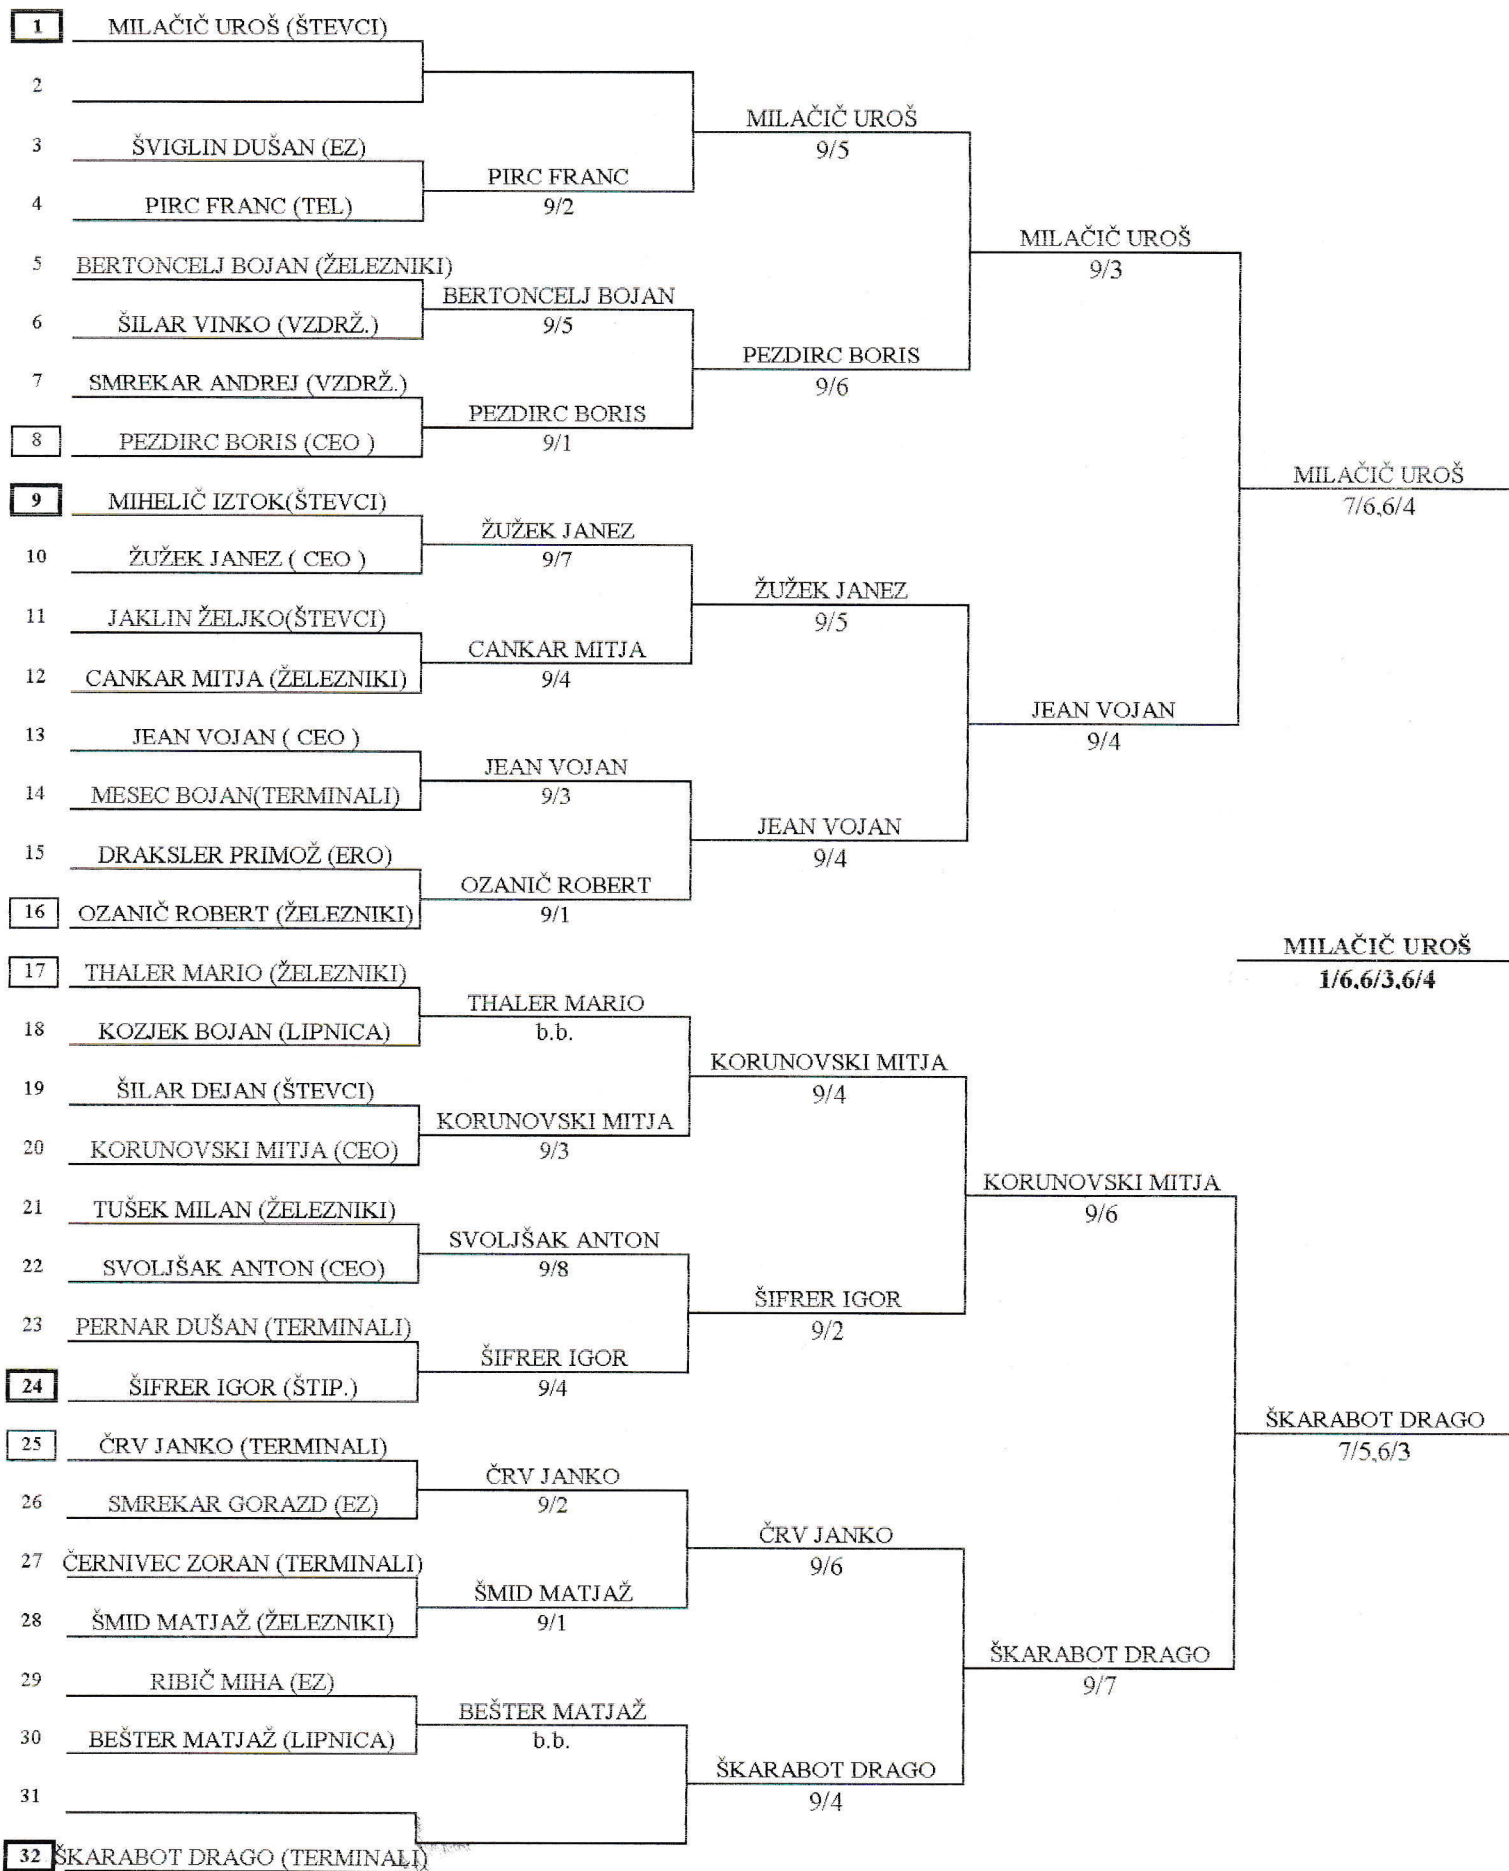 1 MILAČIČ UROŠ (ŠTEVCI)
2
3 ŠVIGLIN DUŠAN (EZ)
4 PIRC FRANC (TEL)
5 BERTONCELJ BOJAN (ŽELEZNIKI)
6 ŠILAR VINKO (VZDRŽ.)
7 SMREKAR ANDREJ (VZDRŽ.)
8 PEZDIRC BORIS (CEO )
9 MIHELIČ IZTOK(ŠTEVCI)
10 ŽUŽEK JANEZ ( CEO )
11 JAKLIN ŽELJKO(ŠTEVCI)
12 CANKAR MITJA (ŽELEZNIKI)
13 JEAN VOJAN ( CEO )
14 MESEC BOJAN(TERMINALI)
15 DRAKSLER PRIMOŽ (ERO)
16 OZANIČ ROBERT (ŽELEZNIKI)
17 THALER MARIO (ŽELEZNIKI)
18 KOZJEK BOJAN (LIPNICA)
19 ŠILAR DEJAN (ŠTEVCI)
20 KORUNOVSKI MITJA (CEO)
21 TUŠEK MILAN (ŽELEZNIKI)
22 SVOLJŠAK ANTON (CEO)
23 PERNAR DUŠAN (TERMINALI)
24 ŠIFRER IGOR (ŠTIP.)
25 ČRV JANKO (TERMINALI)
26 SMREKAR GORAZD (EZ)
27 ČERNIVEC ZORAN (TERMINALI)
28 ŠMID MATJAŽ (ŽELEZNIKI)
29 RIBIČ MIHA (EZ)
30 BEŠTER MATJAŽ (LIPNICA)
31
32 ŠKARABOT DRAGO (TERMINALI)
PIRC FRANC
9/2
BERTONCELJ BOJAN
9/5
PEZDIRC BORIS
9/1
ŽUŽEK JANEZ
9/7
CANKAR MITJA
9/4
JEAN VOJAN
9/3
OZANIČ ROBERT
9/1
THALER MARIO
b.b.
KORUNOVSKI MITJA
9/3
SVOLJŠAK ANTON
9/8
ŠIFRER IGOR
9/4
ČRV JANKO
9/2
ŠMID MATJAŽ
9/1
BEŠTER MATJAŽ
b.b.
MILAČIČ UROŠ
9/5
PEZDIRC BORIS
9/6
ŽUŽEK JANEZ
9/5
JEAN VOJAN
9/4
KORUNOVSKI MITJA
9/4
ŠIFRER IGOR
9/2
ČRV JANKO
9/6
ŠKARABOT DRAGO
9/4
MILAČIČ UROŠ
9/3
JEAN VOJAN
9/4
KORUNOVSKI MITJA
9/6
ŠKARABOT DRAGO
9/7
MILAČIČ UROŠ
7/6,6/4
MILAČIČ UROŠ
1/6,6/3,6/4
ŠKARABOT DRAGO
7/5,6/3